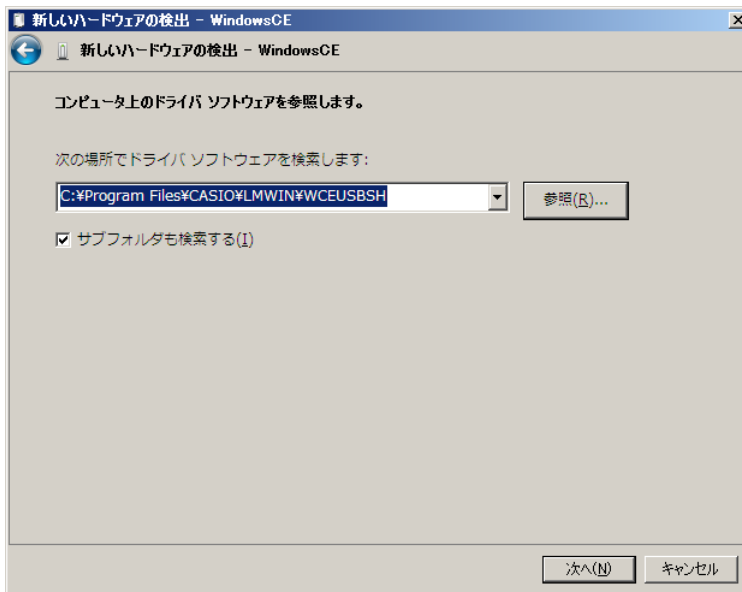 新しいハードウェアの検出 - WindowsCE
新しいハードウェアの検出 - WindowsCE
コンピュータ上のドライバ ソフトウェアを参照します。
次の場所でドライバ ソフトウェアを検索します:
C:¥Program Files¥CASIO¥LMWIN¥WCEUSBSH
参照(R)...
サブフォルダも検索する(I)
次へ(N)
キャンセル